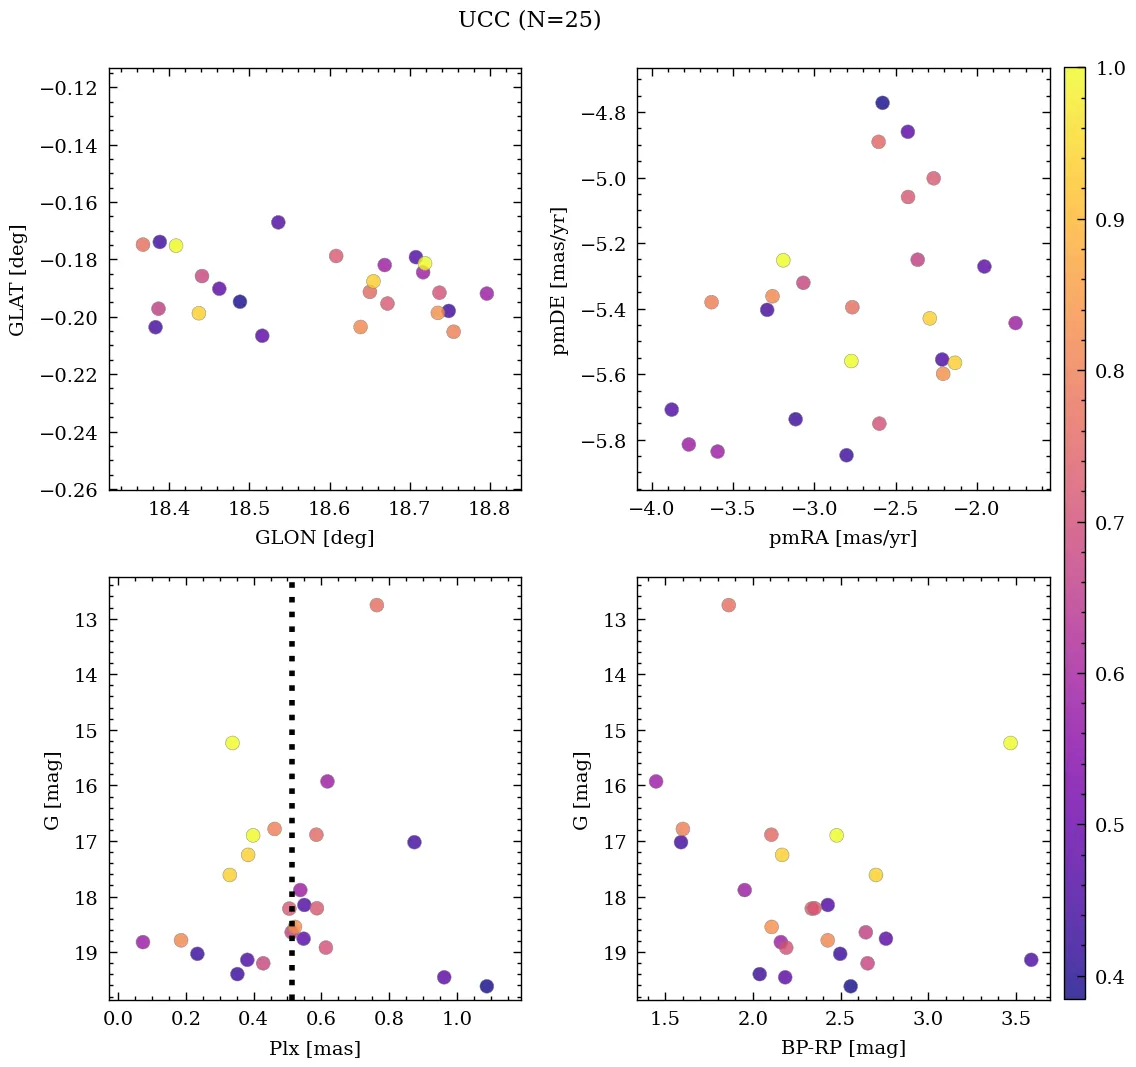 UCC (N=25)
−0.12
−0.14
−0.16
−0.18
−0.20
−0.22
−0.24
−0.26
GLAT [deg]
18.4 18.5 18.6 18.7 18.8
GLON [deg]
−4.8
−5.0
−5.2
−5.4
−5.6
−5.8
pmDE [mas/yr]
−4.0 −3.5 −3.0 −2.5 −2.0
pmRA [mas/yr]
1.0
0.9
0.8
0.7
0.6
0.5
0.4
13
14
15
16
17
18
19
G [mag]
0.0 0.2 0.4 0.6 0.8 1.0
Plx [mas]
13
14
15
16
17
18
19
G [mag]
1.5 2.0 2.5 3.0 3.5
BP-RP [mag]